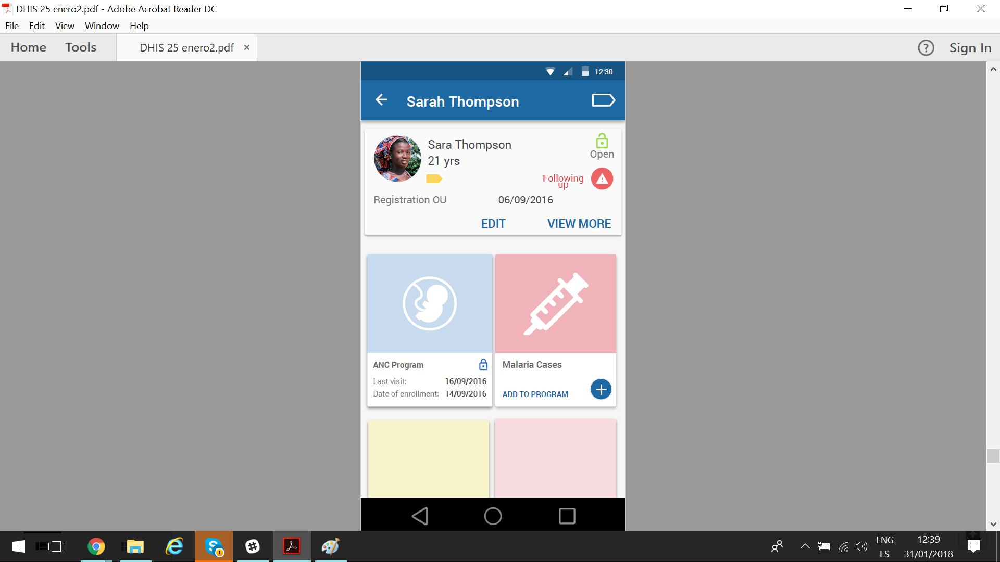 DHIS 25 enero2.pdf - Adobe Acrobat Reader DC
File Edit View Window Help
Home Tools DHIS 25 enero2.pdf × ? Sign In
12:30
Sarah Thompson
Sara Thompson
21 yrs
Open
Following
up
Registration OU 06/09/2016
EDIT VIEW MORE
ANC Program
Last visit: 16/09/2016
Date of enrollment: 14/09/2016
Malaria Cases
ADD TO PROGRAM
1
ENG
ES
12:39
31/01/2018